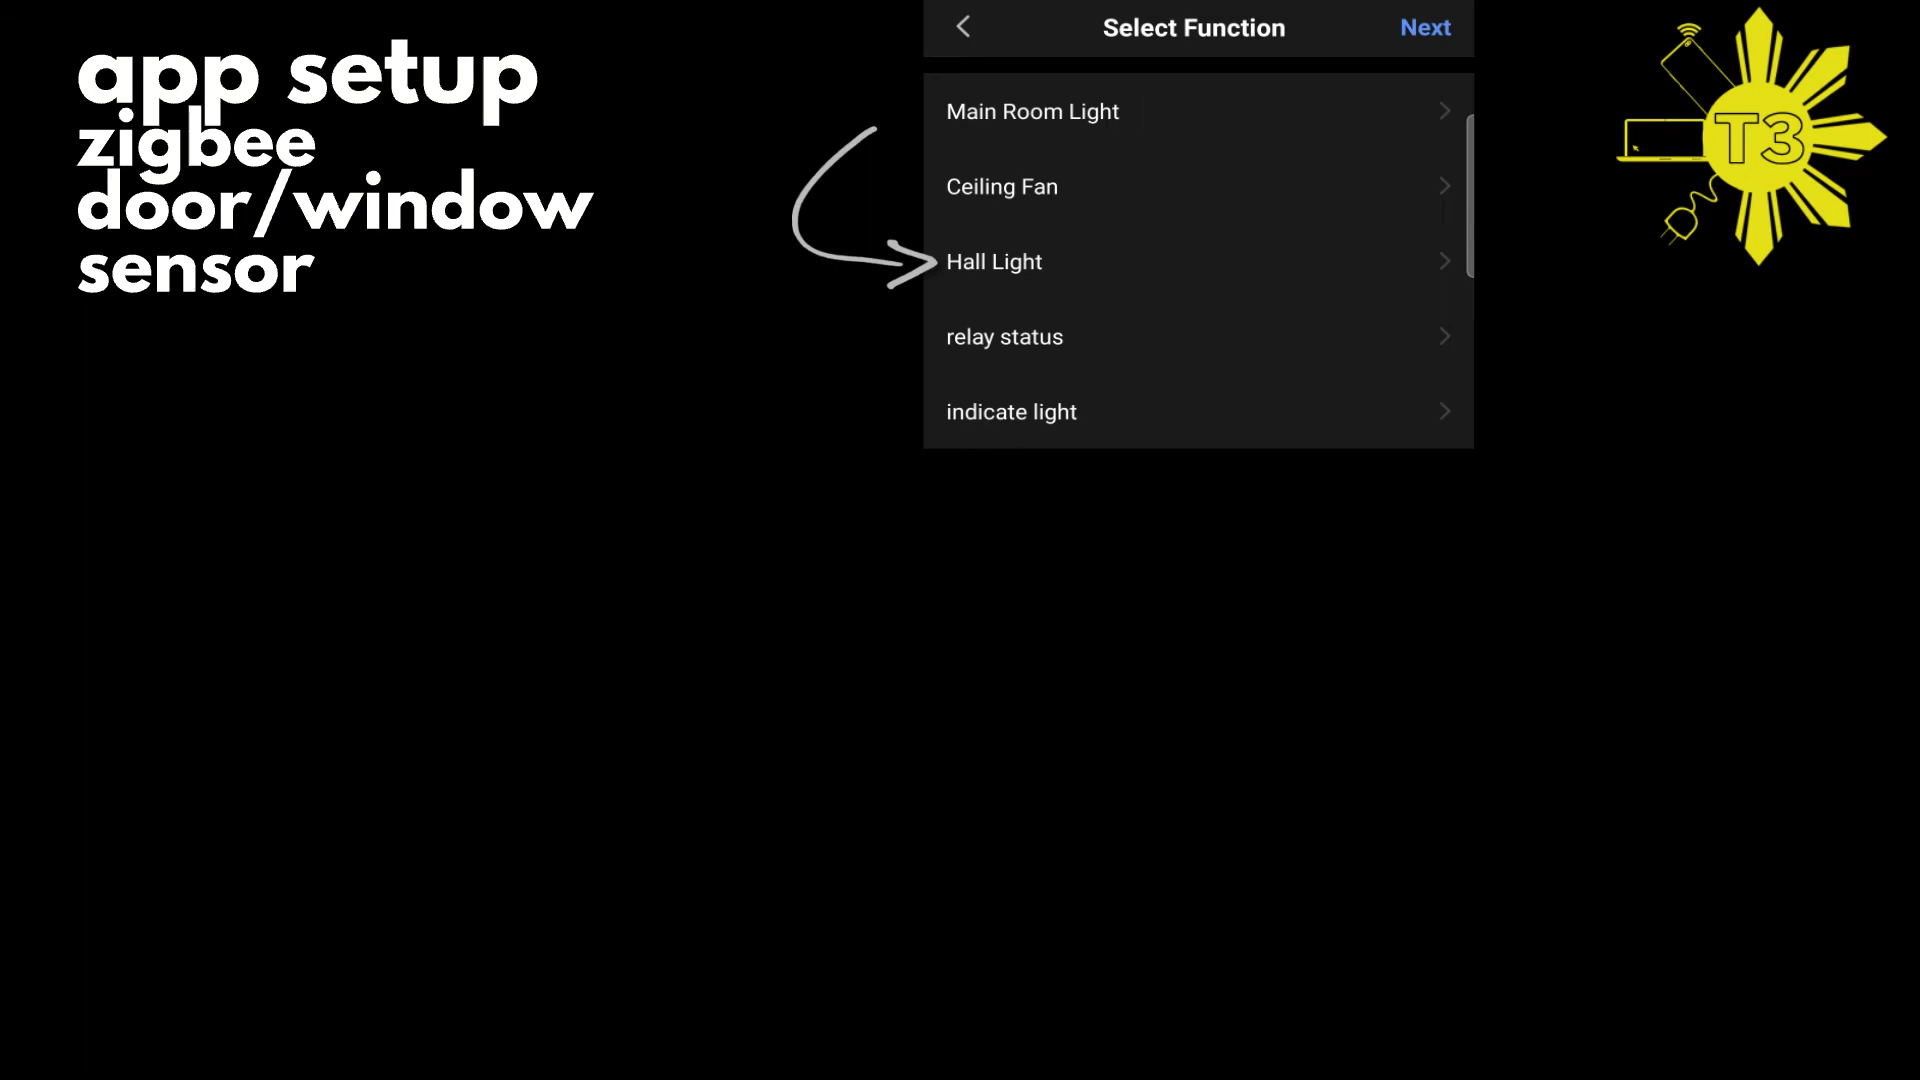 app setup
zigbee
door/window
sensor
Select Function
Next
Main Room Light
Ceiling Fan
Hall Light
relay status
indicate light
T3